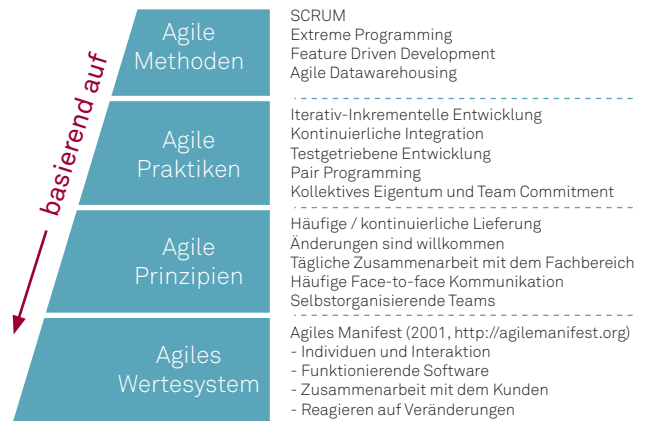 basierend auf
Agile
Methoden
SCRUM
Extreme Programming
Feature Driven Development
Agile Datawarehousing
Agile
Praktiken
Iterativ-Inkrementelle Entwicklung
Kontinuierliche Integration
Testgetriebene Entwicklung
Pair Programming
Kollektives Eigentum und Team Commitment
Agile
Prinzipien
Häufige / kontinuierliche Lieferung
Änderungen sind willkommen
Tägliche Zusammenarbeit mit dem Fachbereich
Häufige Face-to-face Kommunikation
Selbstorganisierende Teams
Agiles
Wertesystem
Agiles Manifest (2001, http://agilemanifest.org)
- Individuen und Interaktion
- Funktionierende Software
- Zusammenarbeit mit dem Kunden
- Reagieren auf Veränderungen